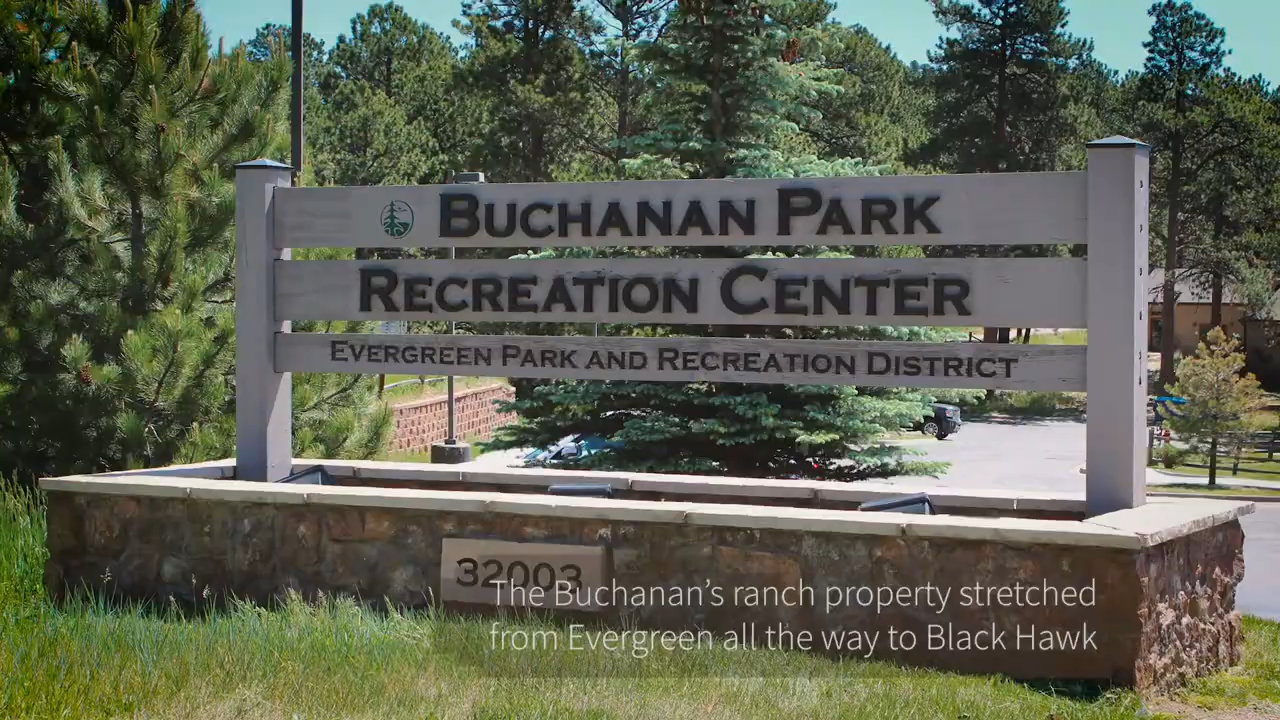 Buchanan Park
Recreation Center
Evergreen Park and Recreation District
32003
The Buchanan's ranch property stretched
from Evergreen all the way to Black Hawk